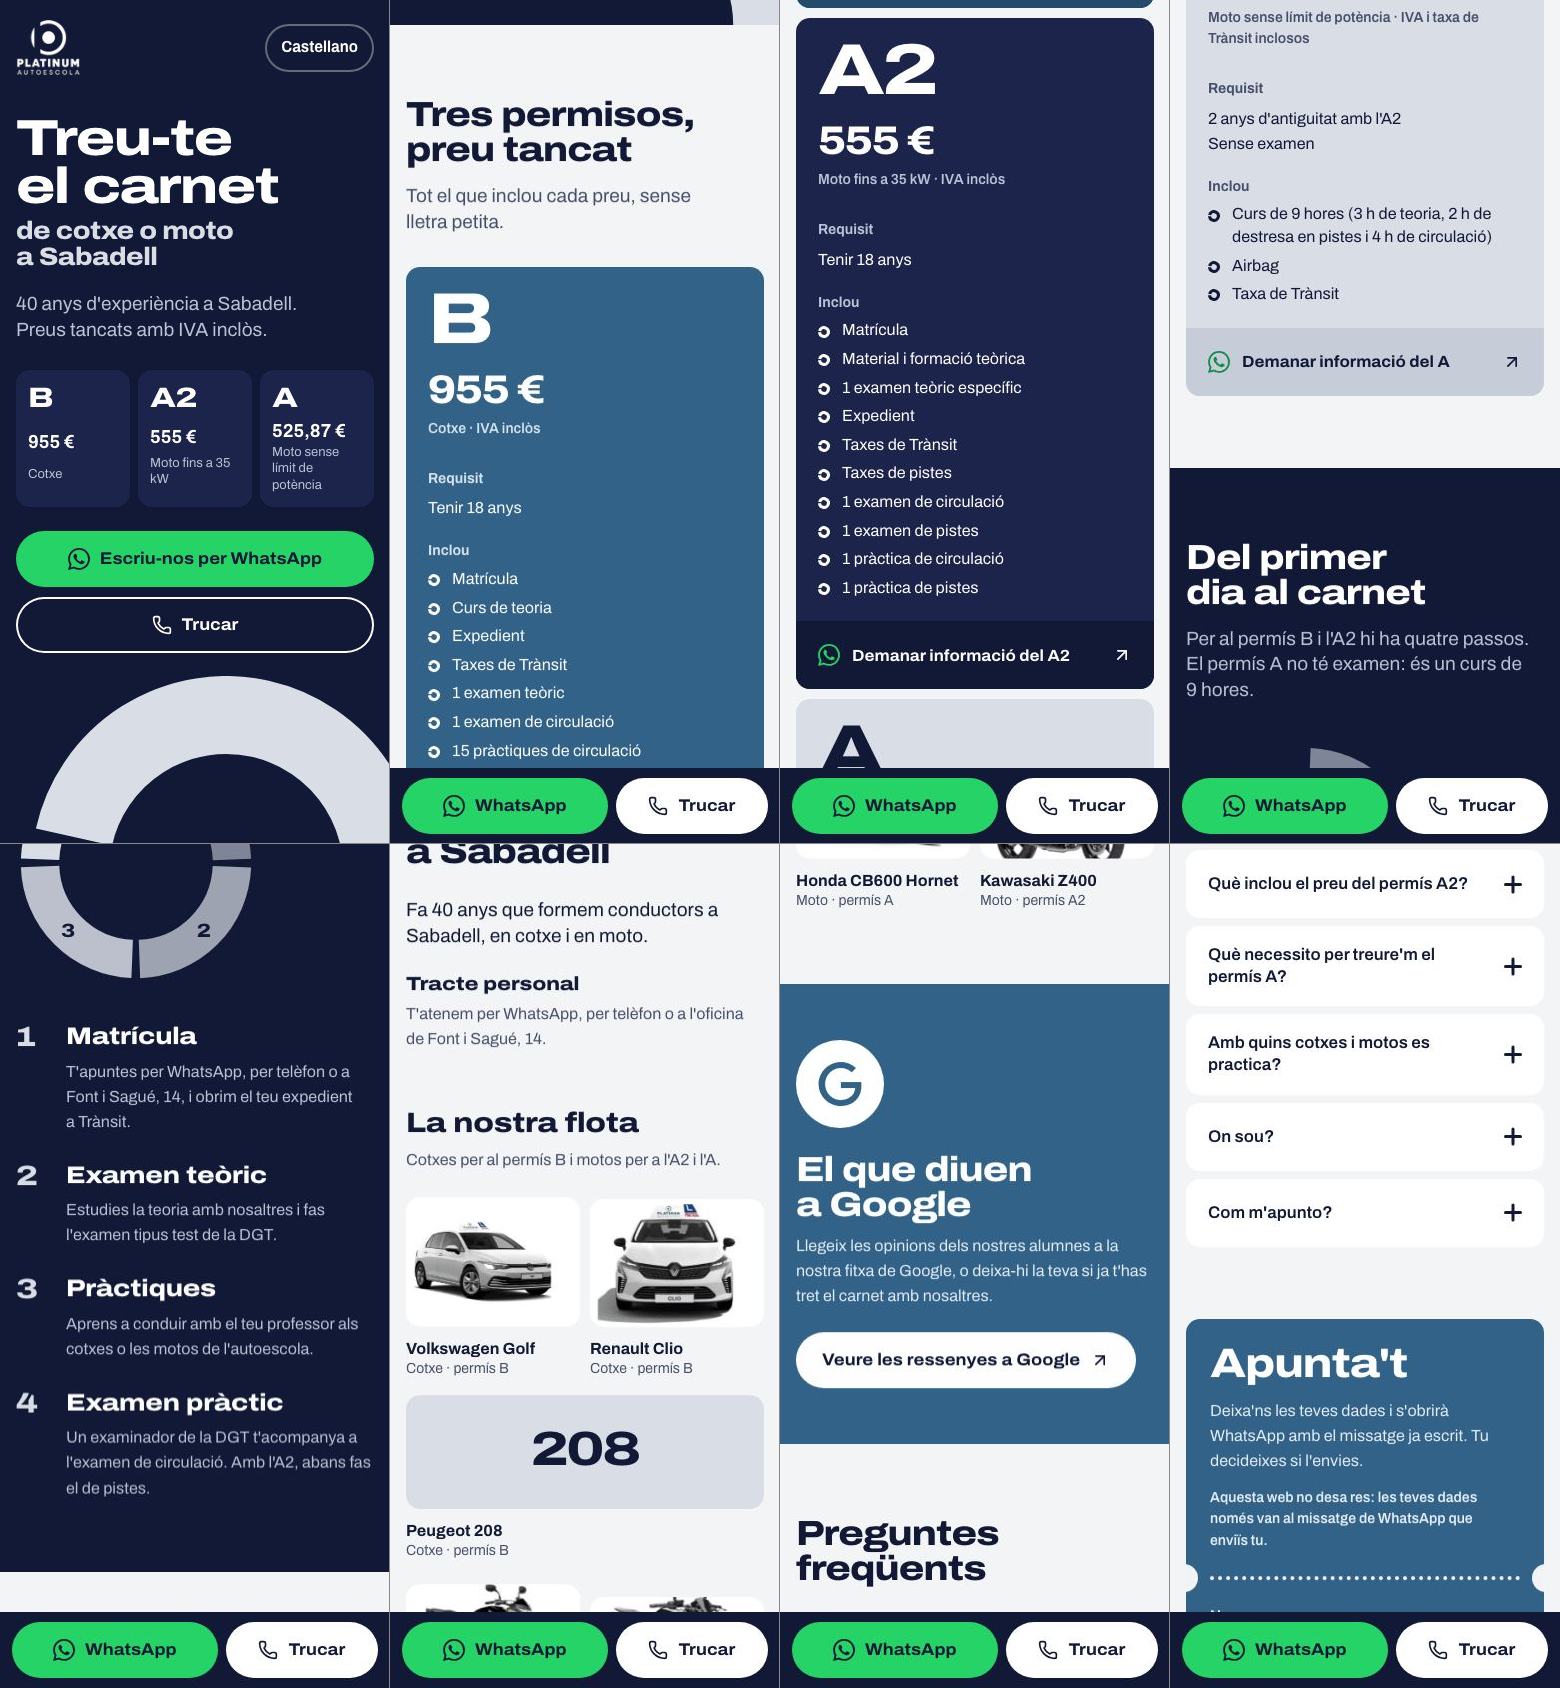 PLATINUM
AUTOESCOLA
Castellano
Treu-te
el carnet
de cotxe o moto
a Sabadell
40 anys d'experiència a Sabadell.
Preus tancats amb IVA inclòs.
B
955 €
Cotxe
A2
555 €
Moto fins a 35
kW
A
525,87 €
Moto sense
límit de
potència
Escriu-nos per WhatsApp
Trucar
Tres permisos,
preu tancat
Tot el que inclou cada preu, sense
lletra petita.
B
955 €
Cotxe · IVA inclòs
Requisit
Tenir 18 anys
Inclou
Matrícula
Curs de teoria
Expedient
Taxes de Trànsit
1 examen teòric
1 examen de circulació
15 pràctiques de circulació
WhatsApp
Trucar
A2
555 €
Moto fins a 35 kW · IVA inclòs
Requisit
Tenir 18 anys
Inclou
Matrícula
Material i formació teòrica
1 examen teòric específic
Expedient
Taxes de Trànsit
Taxes de pistes
1 examen de circulació
1 examen de pistes
1 pràctica de circulació
1 pràctica de pistes
Demanar informació del A2
A
WhatsApp
Trucar
Moto sense límit de potència · IVA i taxa de
Trànsit inclosos
Requisit
2 anys d'antiguitat amb l'A2
Sense examen
Inclou
Curs de 9 hores (3 h de teoria, 2 h de
destresa en pistes i 4 h de circulació)
Airbag
Taxa de Trànsit
Demanar informació del A
Del primer
dia al carnet
Per al permís B i l'A2 hi ha quatre passos.
El permís A no té examen: és un curs de
9 hores.
WhatsApp
Trucar
3
2
1
Matrícula
T'apuntes per WhatsApp, per telèfon o a
Font i Sagué, 14, i obrim el teu expedient
a Trànsit.
2
Examen teòric
Estudies la teoria amb nosaltres i fas
l'examen tipus test de la DGT.
3
Pràctiques
Aprens a conduir amb el teu professor als
cotxes o les motos de l'autoescola.
4
Examen pràctic
Un examinador de la DGT t'acompanya a
l'examen de circulació. Amb l'A2, abans fas
el de pistes.
WhatsApp
Trucar
a Sabadell
Fa 40 anys que formem conductors a
Sabadell, en cotxe i en moto.
Tracte personal
T'atenem per WhatsApp, per telèfon o a l'oficina
de Font i Sagué, 14.
La nostra flota
Cotxes per al permís B i motos per a l'A2 i l'A.
PLATINUM
L
CLIO
Volkswagen Golf
Cotxe · permís B
Renault Clio
Cotxe · permís B
208
Peugeot 208
Cotxe · permís B
WhatsApp
Trucar
Honda CB600 Hornet
Moto · permís A
Kawasaki Z400
Moto · permís A2
G
El que diuen
a Google
Llegeix les opinions dels nostres alumnes a la
nostra fitxa de Google, o deixa-hi la teva si ja t'has
tret el carnet amb nosaltres.
Veure les ressenyes a Google
Preguntes
freqüents
WhatsApp
Trucar
Què inclou el preu del permís A2?
Què necessito per treure'm el
permís A?
Amb quins cotxes i motos es
practica?
On sou?
Com m'apunto?
Apunta't
Deixa'ns les teves dades i s'obrirà
WhatsApp amb el missatge ja escrit. Tu
decideixes si l'envies.
Aquesta web no desa res: les teves dades
només van al missatge de WhatsApp que
enviïs tu.
WhatsApp
Trucar